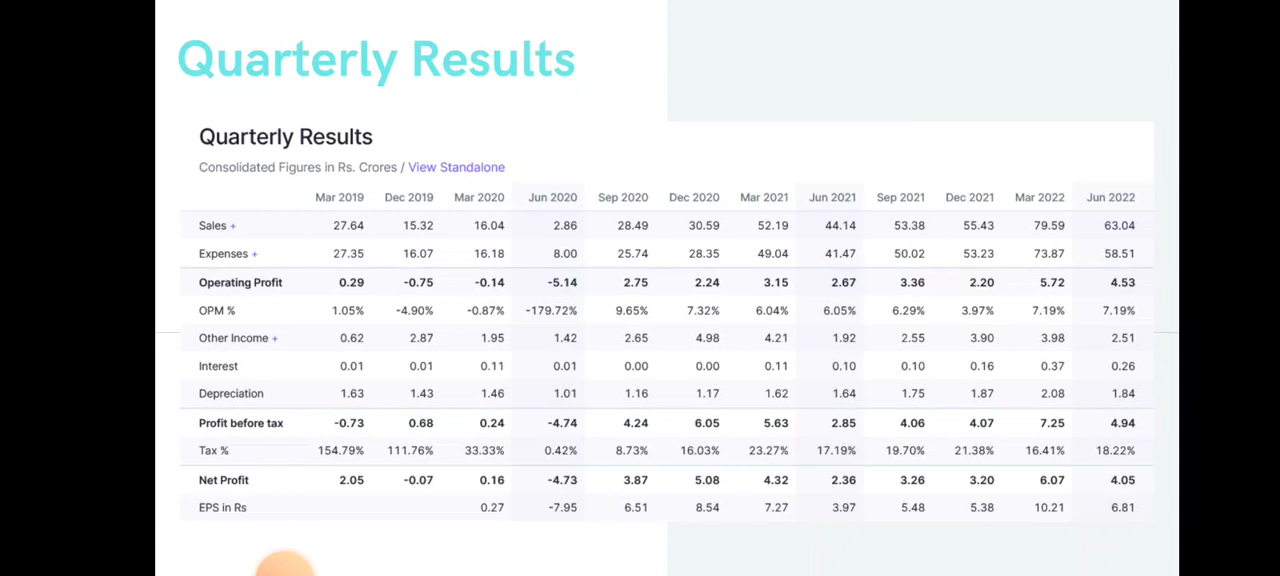 Quarterly Results
Quarterly Results
Consolidated Figures in Rs. Crores / View Standalone
Mar 2019 Dec 2019 Mar 2020 Jun 2020 Sep 2020 Dec 2020 Mar 2021 Jun 2021 Sep 2021 Dec 2021 Mar 2022 Jun 2022
Sales + 27.64 15.32 16.04 2.86 28.49 30.59 52.19 44.14 53.38 55.43 79.59 63.04
Expenses + 27.35 16.07 16.18 8.00 25.74 28.35 49.04 41.47 50.02 53.23 73.87 58.51
Operating Profit 0.29 -0.75 -0.14 -5.14 2.75 2.24 3.15 2.67 3.36 2.20 5.72 4.53
OPM % 1.05% -4.90% -0.87% -179.72% 9.65% 7.32% 6.04% 6.05% 6.29% 3.97% 7.19% 7.19%
Other Income + 0.62 2.87 1.95 1.42 2.65 4.98 4.21 1.92 2.55 3.90 3.98 2.51
Interest 0.01 0.01 0.11 0.01 0.00 0.00 0.11 0.10 0.10 0.16 0.37 0.26
Depreciation 1.63 1.43 1.46 1.01 1.16 1.17 1.62 1.64 1.75 1.87 2.08 1.84
Profit before tax -0.73 0.68 0.24 -4.74 4.24 6.05 5.63 2.85 4.06 4.07 7.25 4.94
Tax % 154.79% 111.76% 33.33% 0.42% 8.73% 16.03% 23.27% 17.19% 19.70% 21.38% 16.41% 18.22%
Net Profit 2.05 -0.07 0.16 -4.73 3.87 5.08 4.32 2.36 3.26 3.20 6.07 4.05
EPS in Rs 0.27 -7.95 6.51 8.54 7.27 3.97 5.48 5.38 10.21 6.81